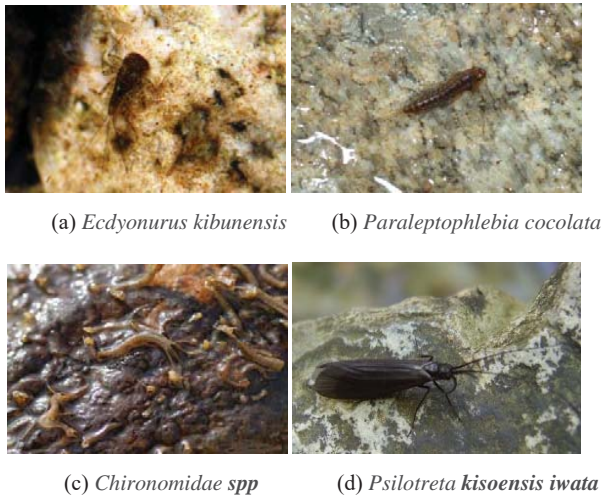 (a) Ecdyonurus kibunensis
(b) Paraleptophlebia cocolata
(c) Chironomidae spp
(d) Psilotreta kisoensis iwata